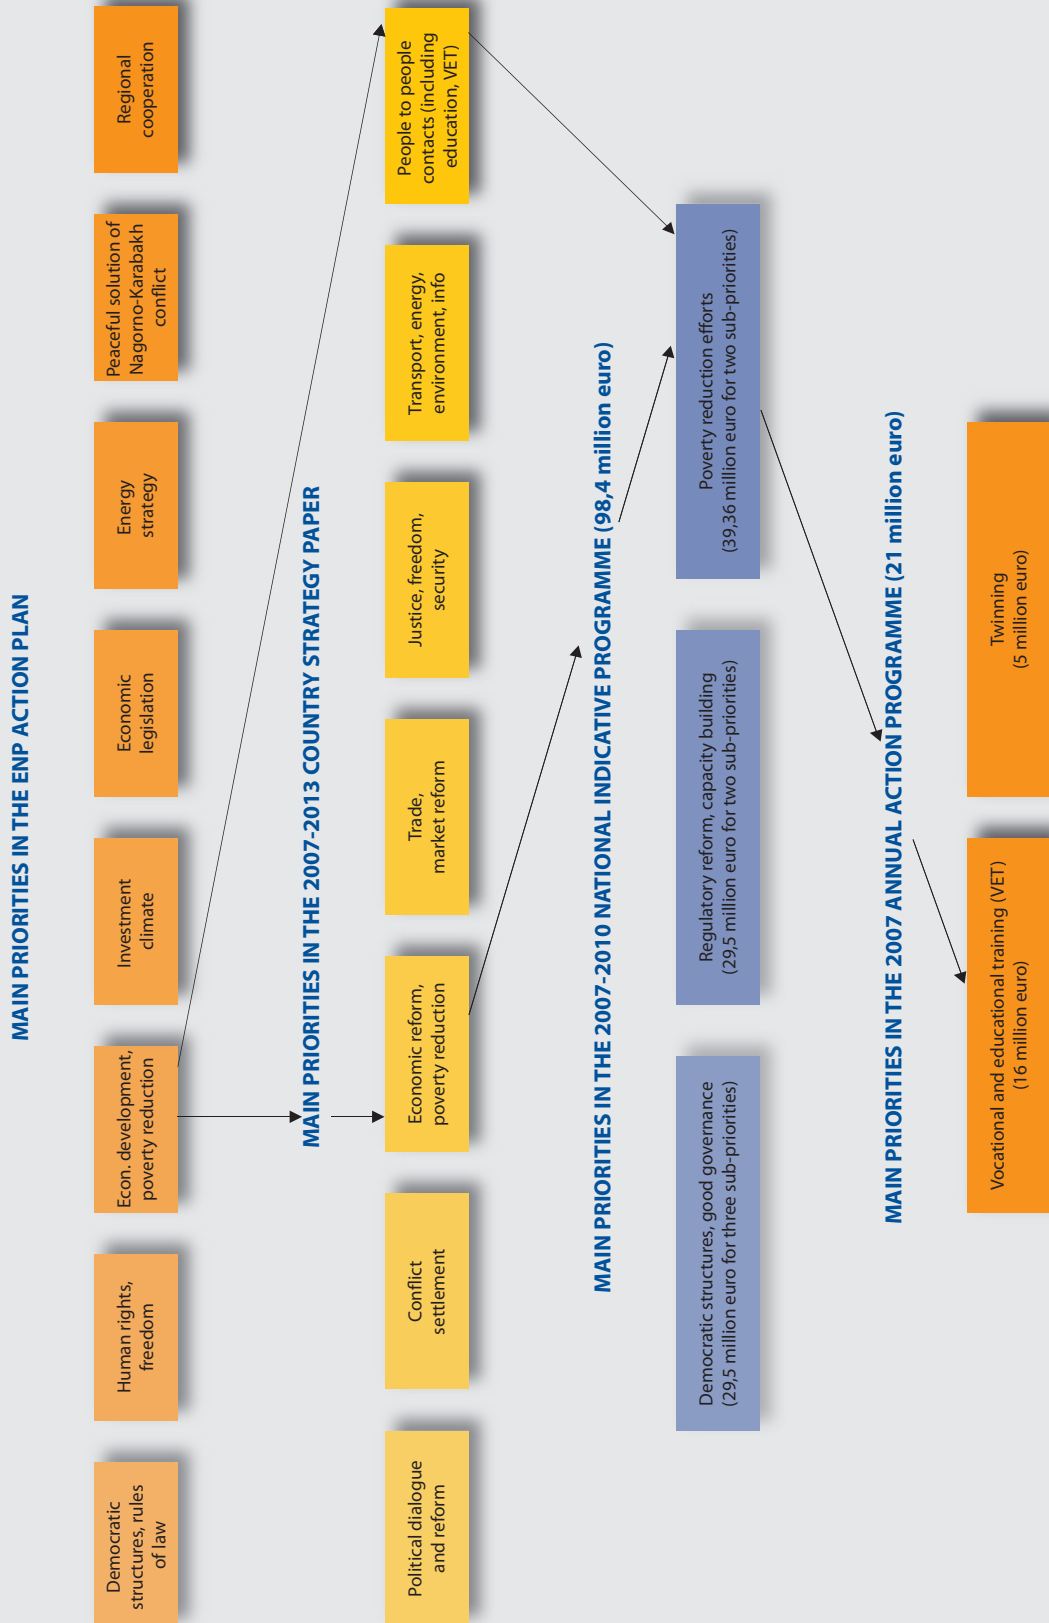 MAIN PRIORITIES IN THE ENP ACTION PLAN
Democratic
structures, rules
of law
Human rights,
freedom
Econ. development,
poverty reduction
Investment
climate
Economic
legislation
Energy
strategy
Peaceful solution of
Nagorno-Karabakh
conflict
Regional
cooperation
MAIN PRIORITIES IN THE 2007-2013 COUNTRY STRATEGY PAPER
Political dialogue
and reform
Conflict
settlement
Economic reform,
poverty reduction
Trade,
market reform
Justice, freedom,
security
Transport, energy,
environment, info
People to people
contacts (including
education, VET)
MAIN PRIORITIES IN THE 2007-2010 NATIONAL INDICATIVE PROGRAMME (98,4 million euro)
Democratic structures, good governance
(29,5 million euro for three sub-priorities)
Regulatory reform, capacity building
(29,5 million euro for two sub-priorities)
Poverty reduction efforts
(39,36 million euro for two sub-priorities)
MAIN PRIORITIES IN THE 2007 ANNUAL ACTION PROGRAMME (21 million euro)
Vocational and educational training (VET)
(16 million euro)
Twinning
(5 million euro)